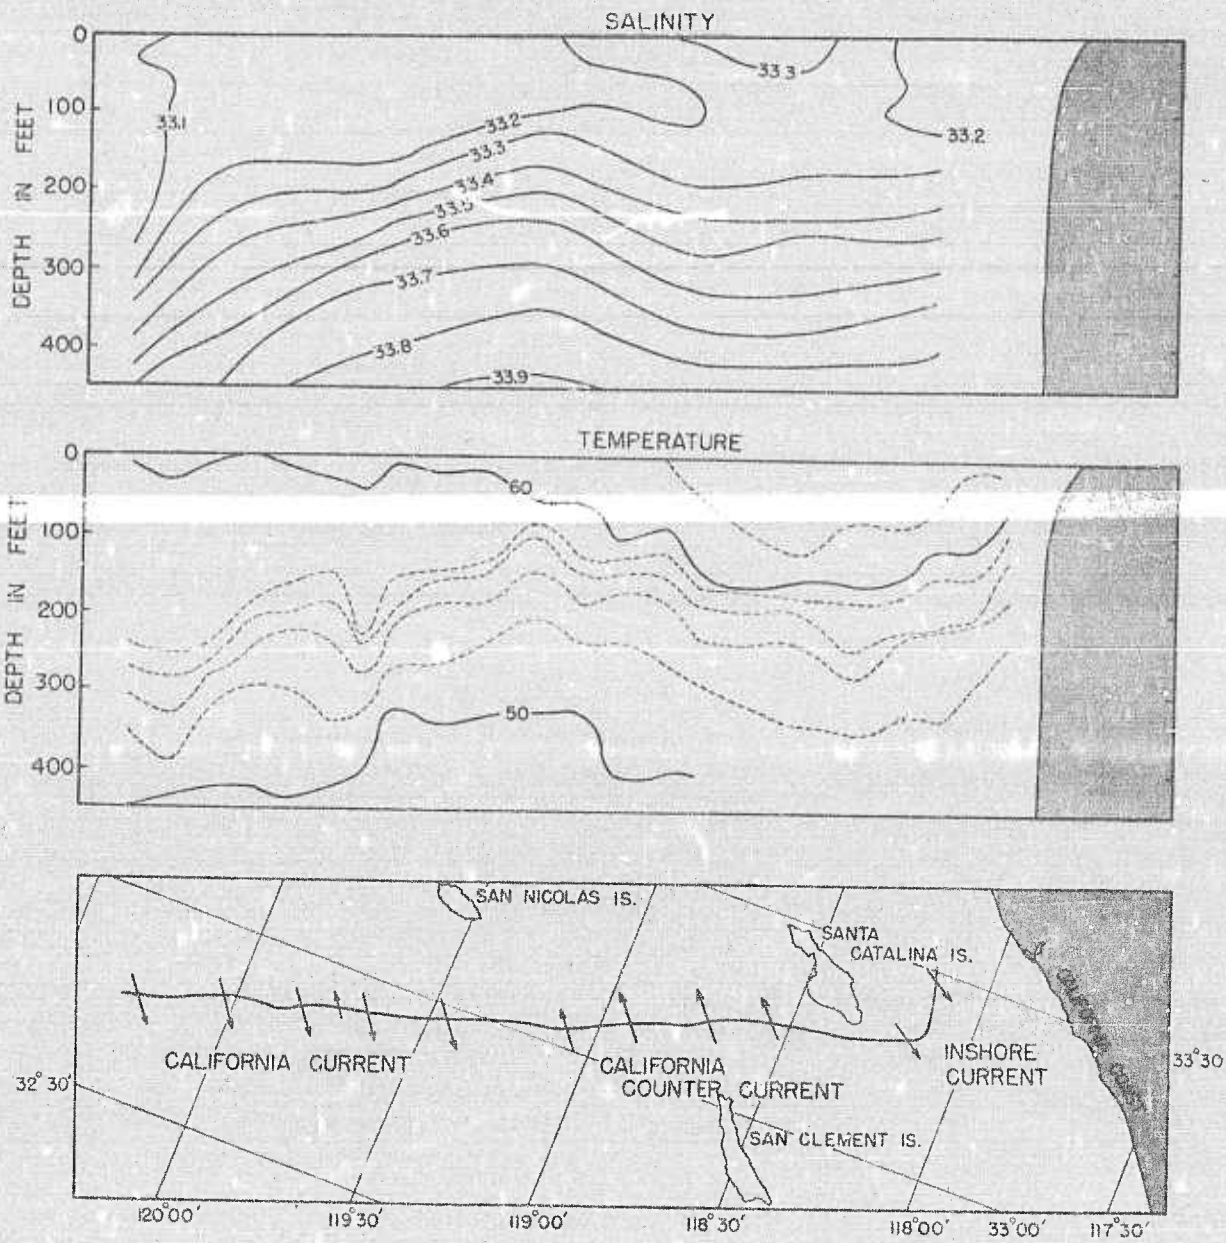 SALINITY
0
100
200
300
400
DEPTH IN FEET
33.1
33.2
33.3
33.4
33.5
33.6
33.7
33.8
33.9
33.3
33.2
TEMPERATURE
0
100
200
300
400
DEPTH IN FEET
60
50
SAN NICOLAS IS.
SANTA
CATALINA IS.
CALIFORNIA COAST
CALIFORNIA CURRENT
CALIFORNIA
COUNTER CURRENT
INSHORE
CURRENT
SAN CLEMENT IS.
32°30'
33°30
120°00'
119°30'
119°00'
118°30'
118°00'
33°00'
117°30'